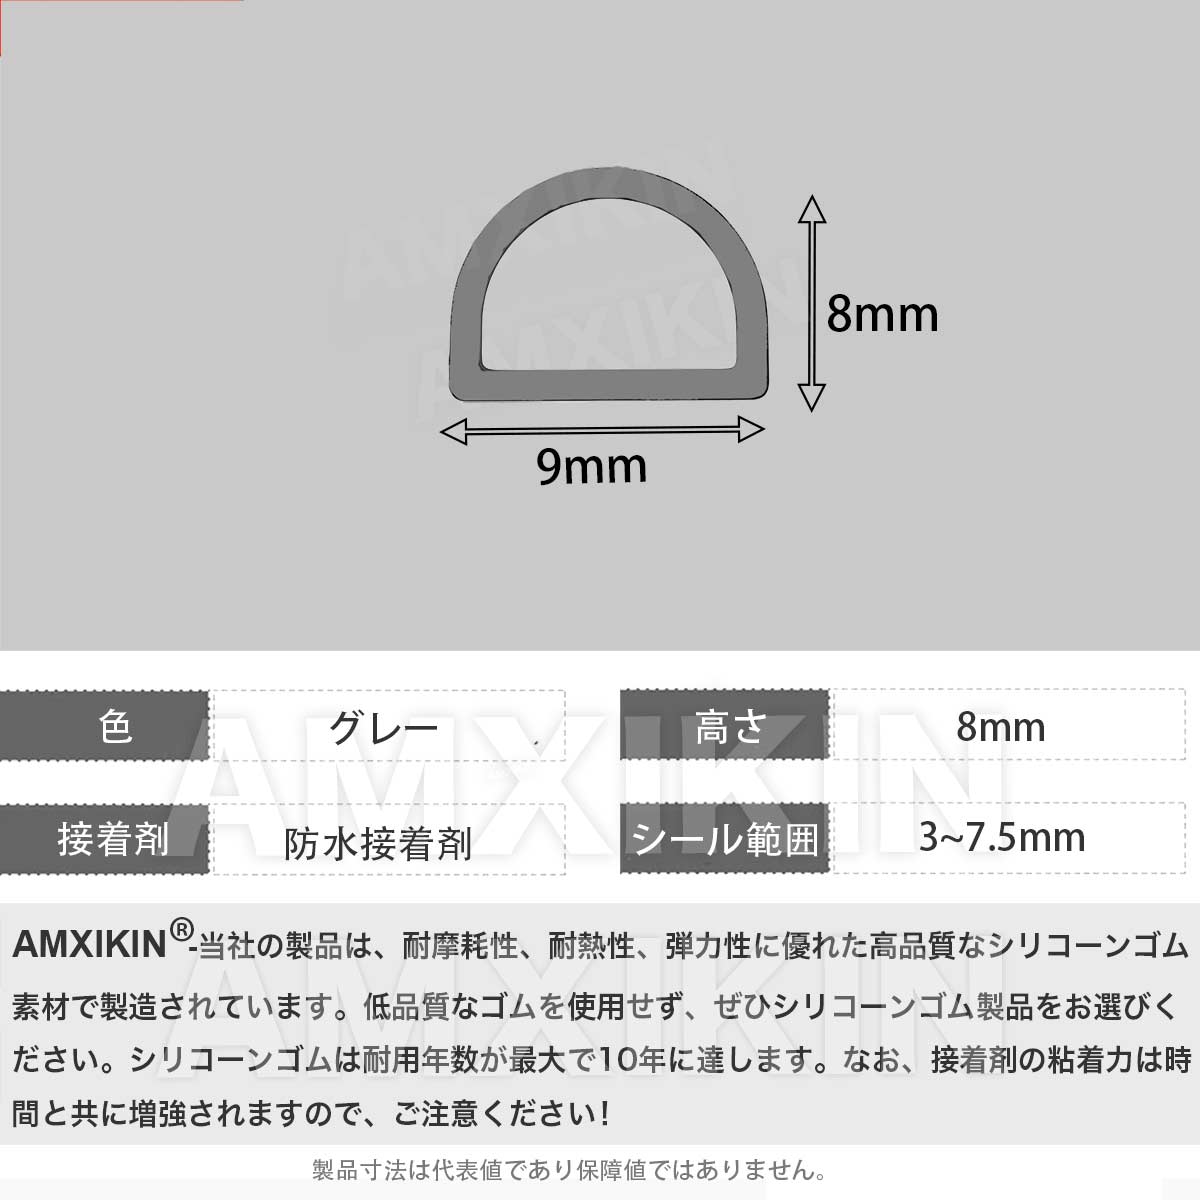 AMXIKIN
AMXIKIN
8mm
9mm
色 グレー 高さ 8mm
接着剤 防水接着剤 シール範囲 3~7.5mm
AMXIKIN
AMXIKIN®-当社の製品は、耐摩耗性、耐熱性、弾力性に優れた高品質なシリコーンゴム
素材で製造されています。低品質なゴムを使用せず、ぜひシリコーンゴム製品をお選びく
ださい。シリコーンゴムは耐用年数が最大で10年に達します。なお、接着剤の粘着力は時
間と共に増強されますので、ご注意ください!
AMXIKIN
製品寸法は代表値であり保障値ではありません。